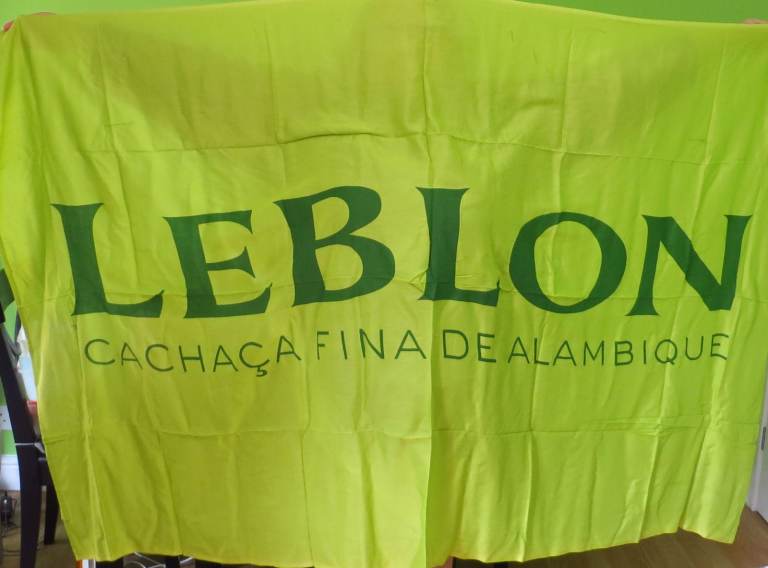 LEBLON
CACHAÇA FINA DE ALAMBIQUE